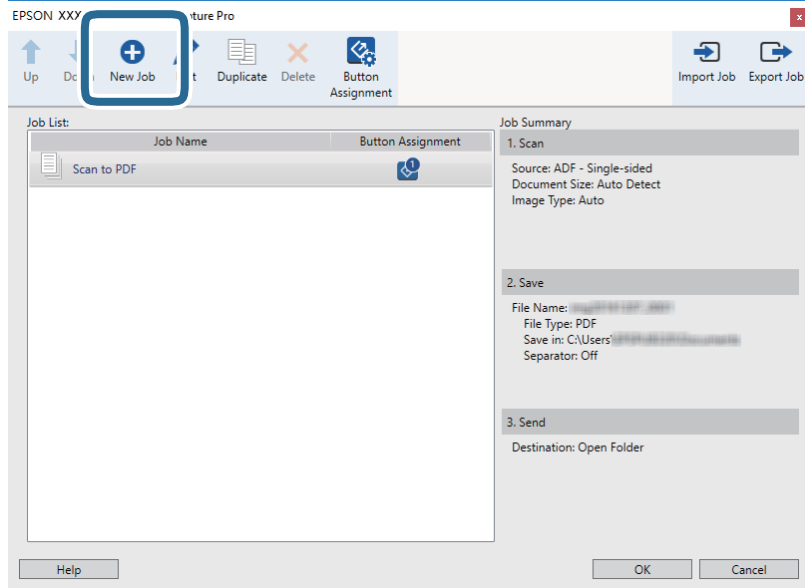 EPSON XXX ture Pro
x
Up
New Job
Duplicate
Delete
Button
Assignment
Import Job
Export Job
Job List:
Job Name
Button Assignment
Scan to PDF
1
Job Summary
1. Scan
Source: ADF - Single-sided
Document Size: Auto Detect
Image Type: Auto
2. Save
File Name:
File Type: PDF
Save in: C:\Users\
Separator: Off
3. Send
Destination: Open Folder
Help
OK
Cancel